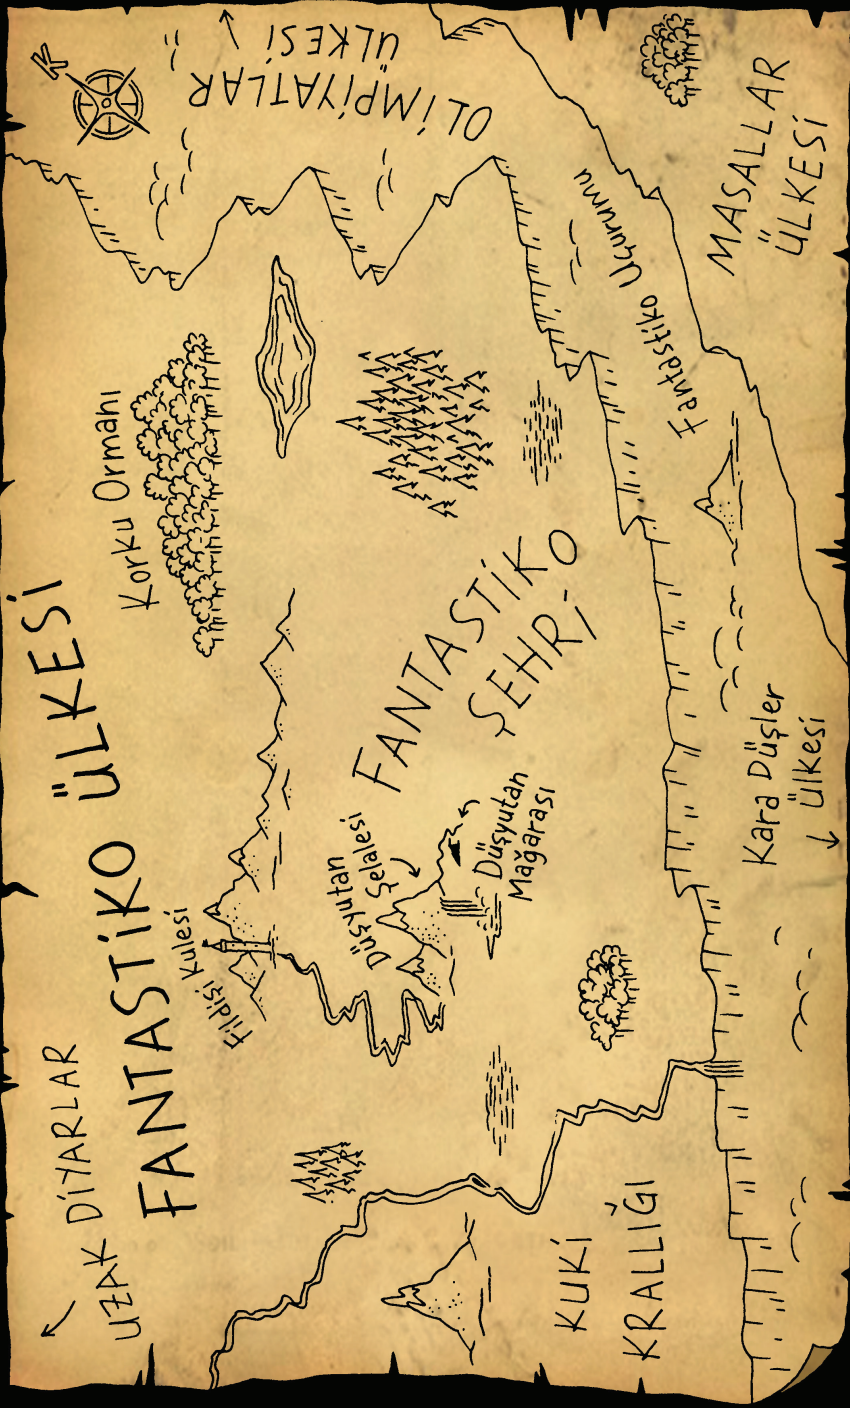 UZAK DİYARLAR
FANTASTİKO ÜLKESİ
Korku Ormanı
K
OLİMPİYATLAR
ÜLKESİ
Fildişi Kulesi
Düşyutan
Şelalesi
FANTASTİKO
ŞEHRİ
Düşyutan
Mağarası
Fantastiko Uçurumu
KUKİ
KRALLIĞI
Kara Düşler
Ülkesi
MASALLAR
ÜLKESİ